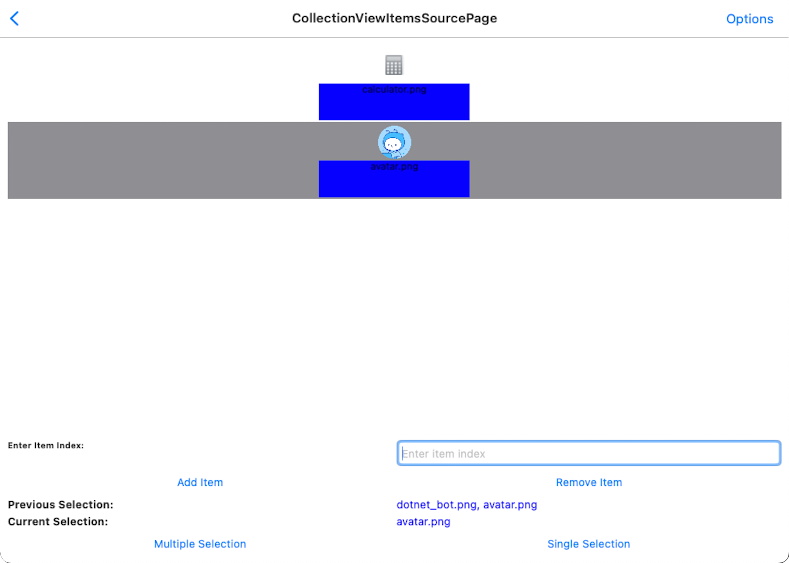 CollectionViewItemsSourcePage
Options
calculator.png
avatar.png
Enter Item Index:
Enter item index
Add Item
Remove Item
Previous Selection:
dotnet_bot.png, avatar.png
Current Selection:
avatar.png
Multiple Selection
Single Selection